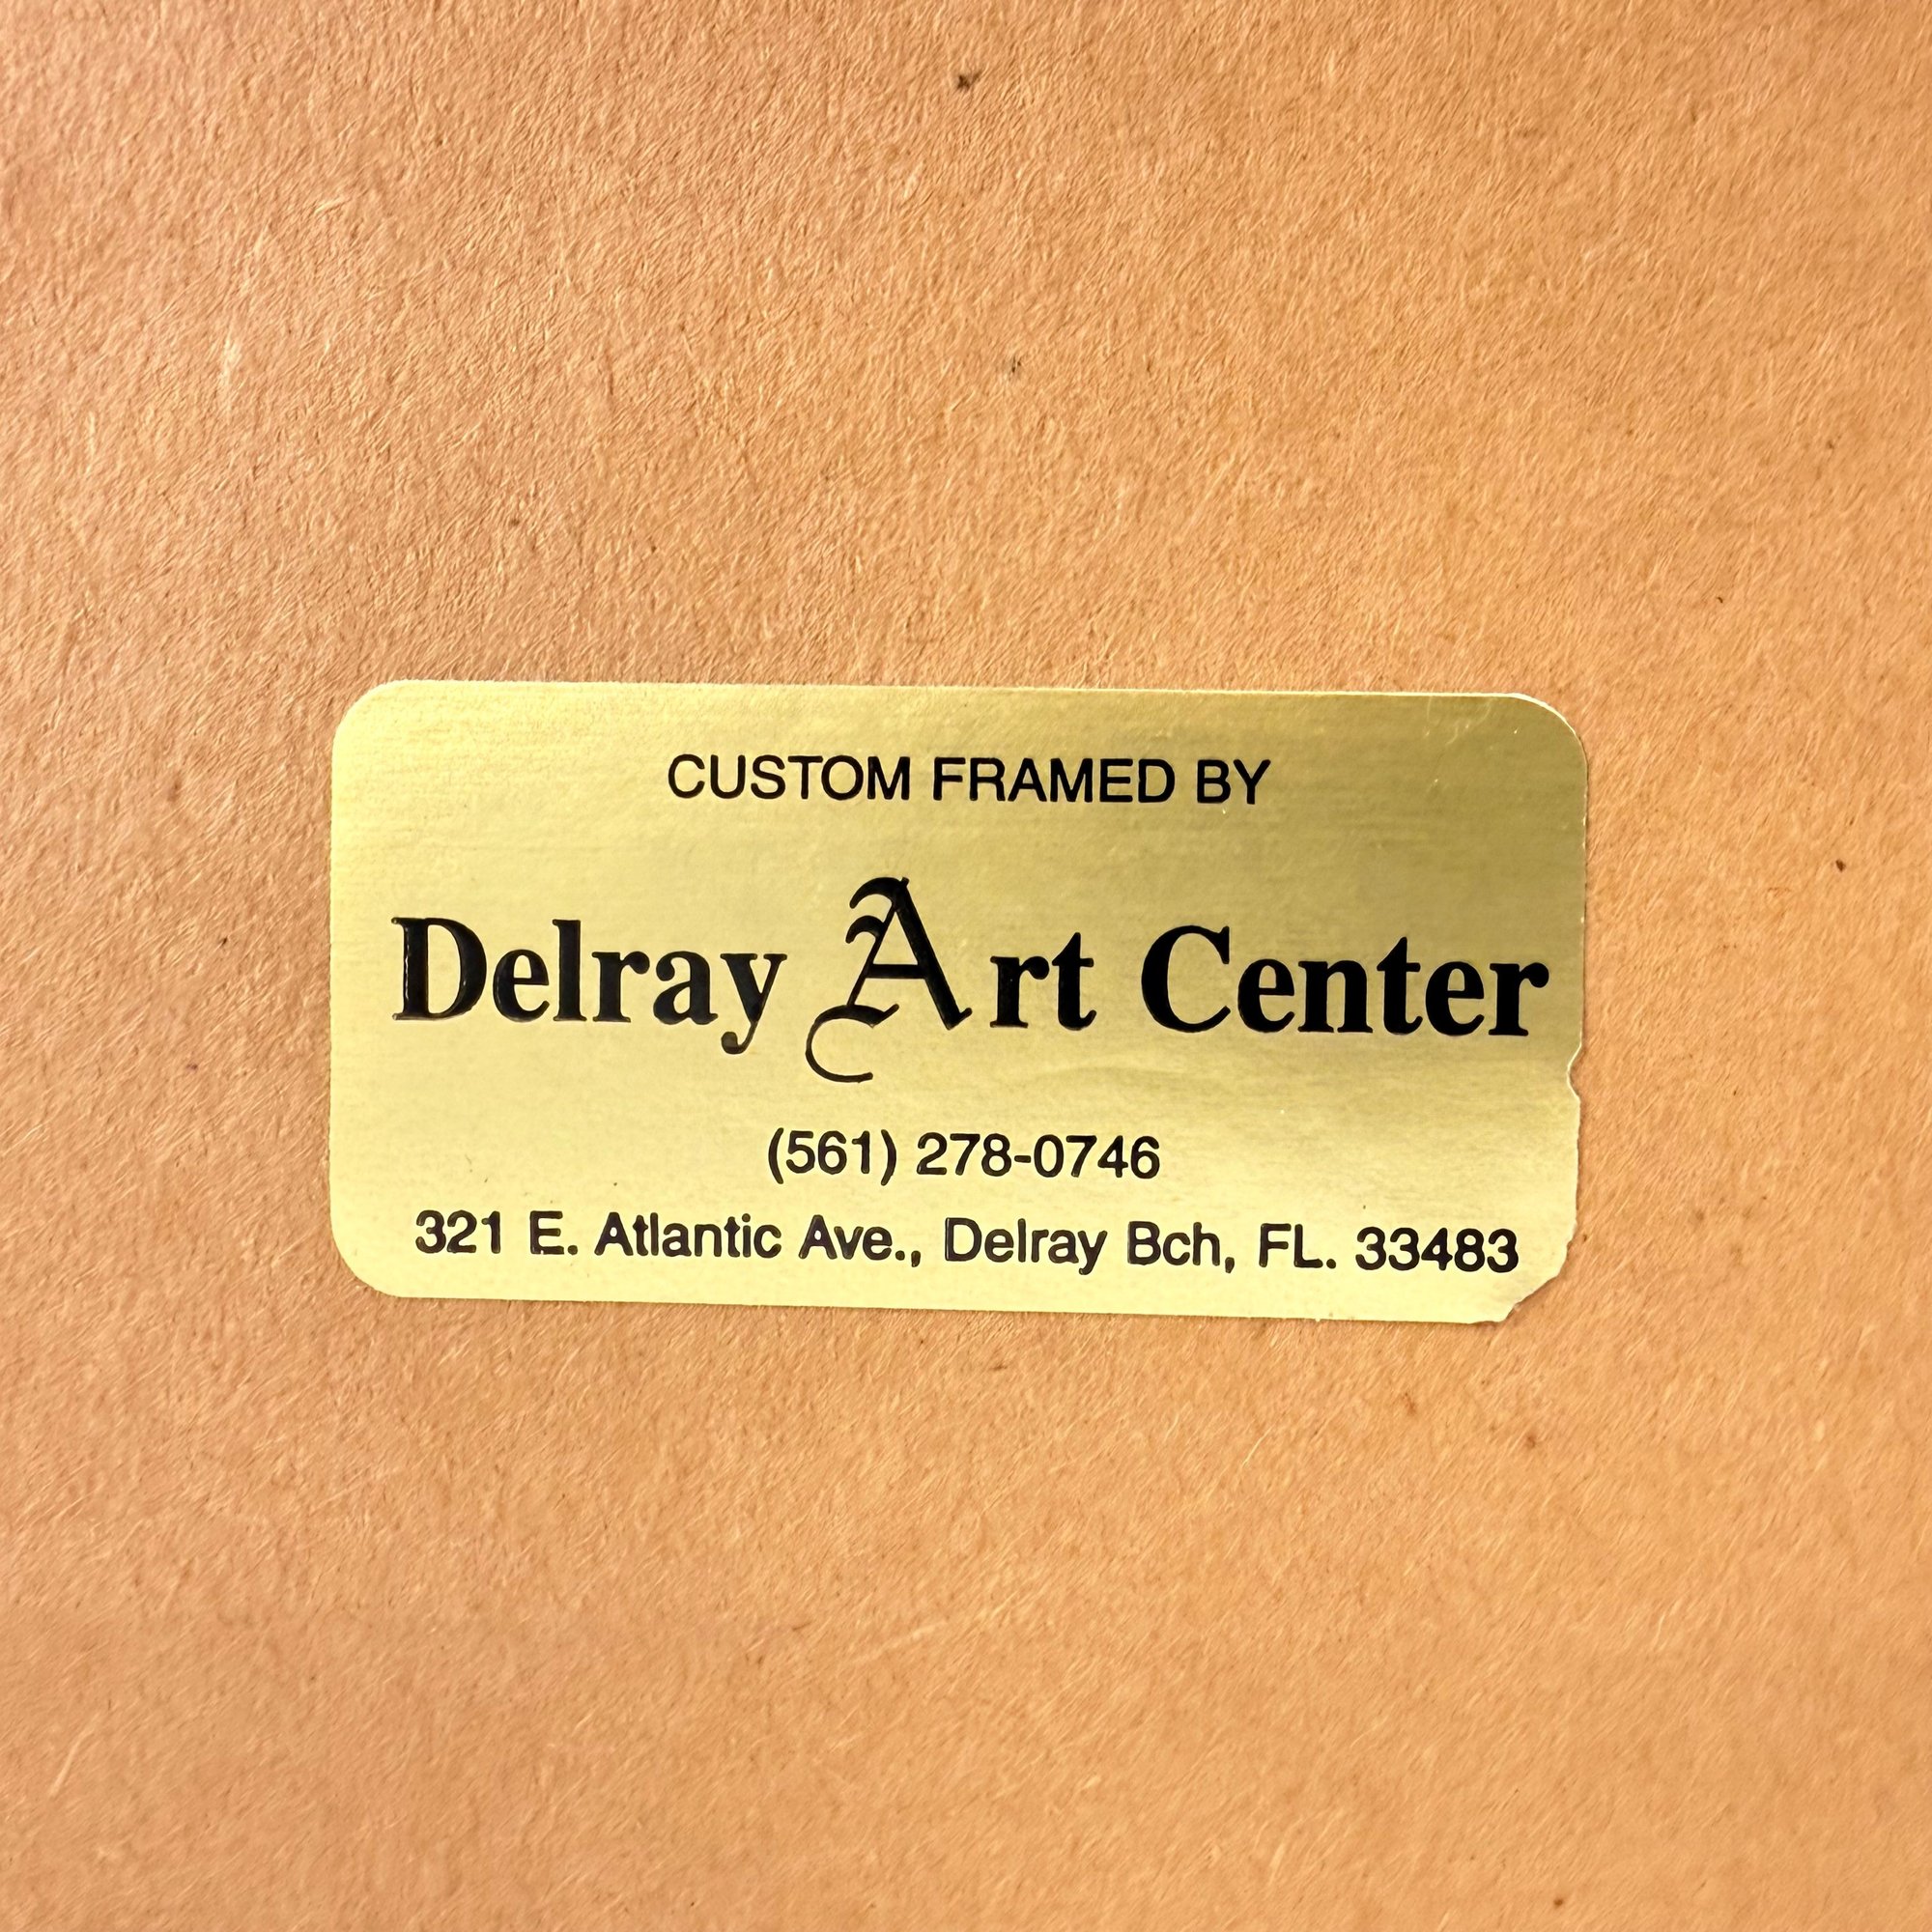 CUSTOM FRAMED BY
Delray Art Center
(561) 278-0746
321 E. Atlantic Ave., Delray Bch, FL. 33483